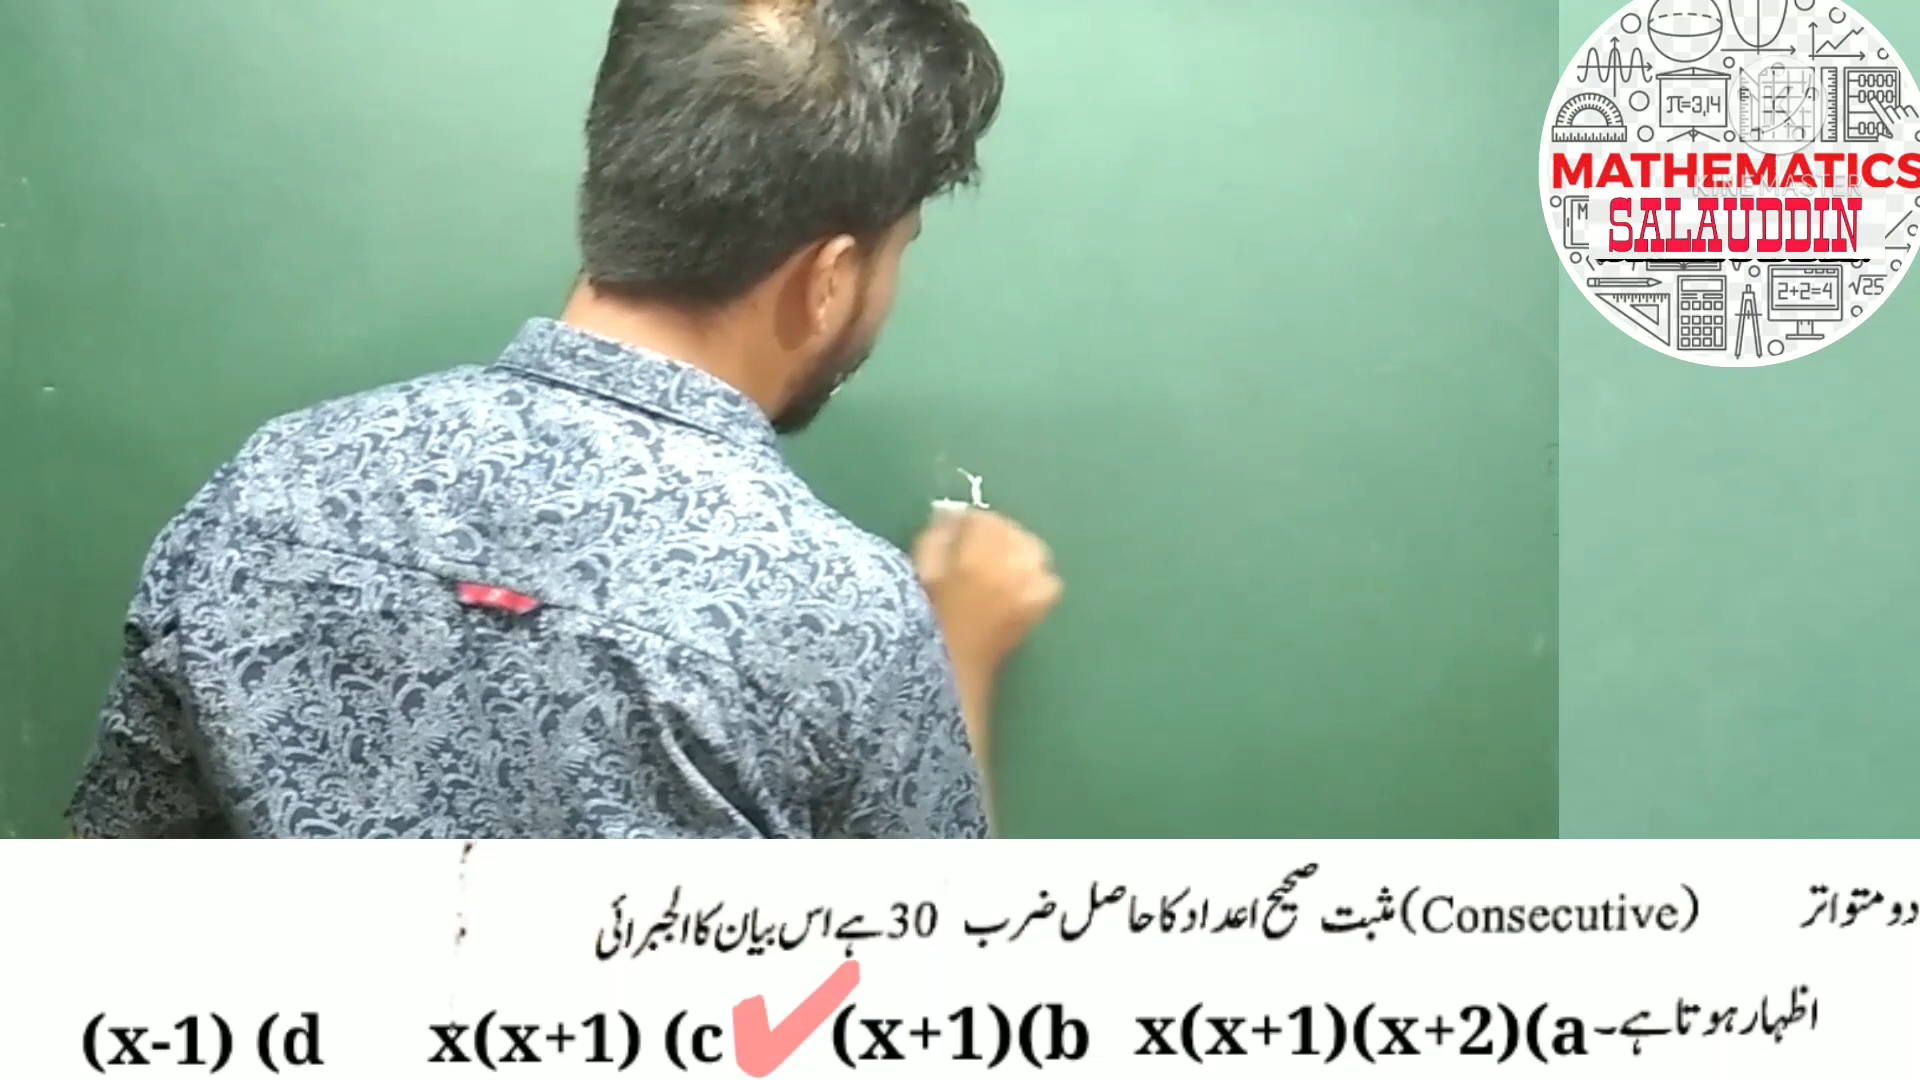 π=3,14
MATHEMATICS
KINEMASTER
SALAUDDIN
2+2=4
√25
دو متواتر (Consecutive) مثبت صحیح اعداد کا حاصل ضرب 30 ہے اس بیان کا الجبرائی
اظہار ہوتا ہے۔ a) x(x+1)(x+2) b) (x+1) c) x(x+1) d) (x-1)